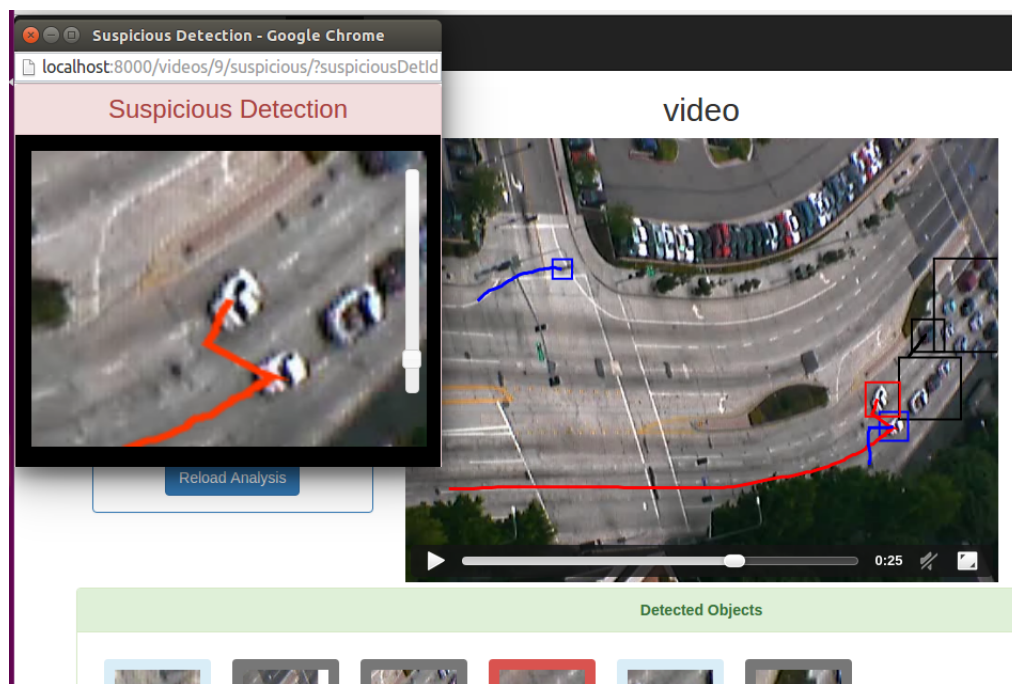 Suspicious Detection - Google Chrome
localhost:8000/videos/9/suspicious/?suspiciousDetId
Suspicious Detection
video
Reload Analysis
0:25
Detected Objects